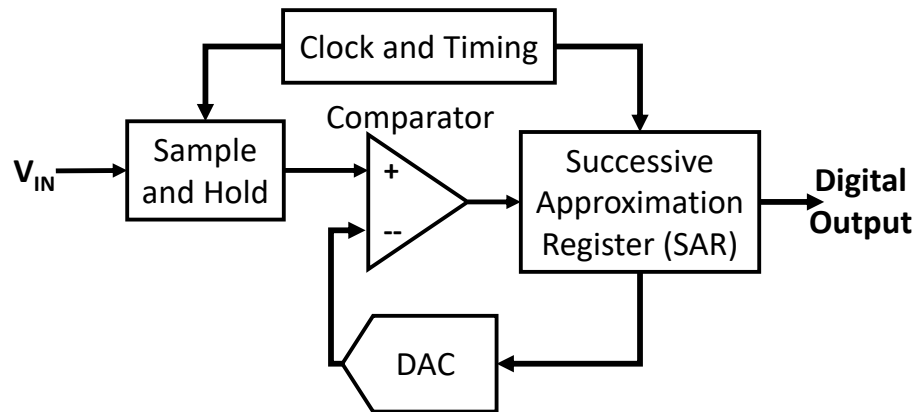 Clock and Timing
Comparator
V_IN
Sample
and Hold
+
--
Successive
Approximation
Register (SAR)
Digital
Output
DAC